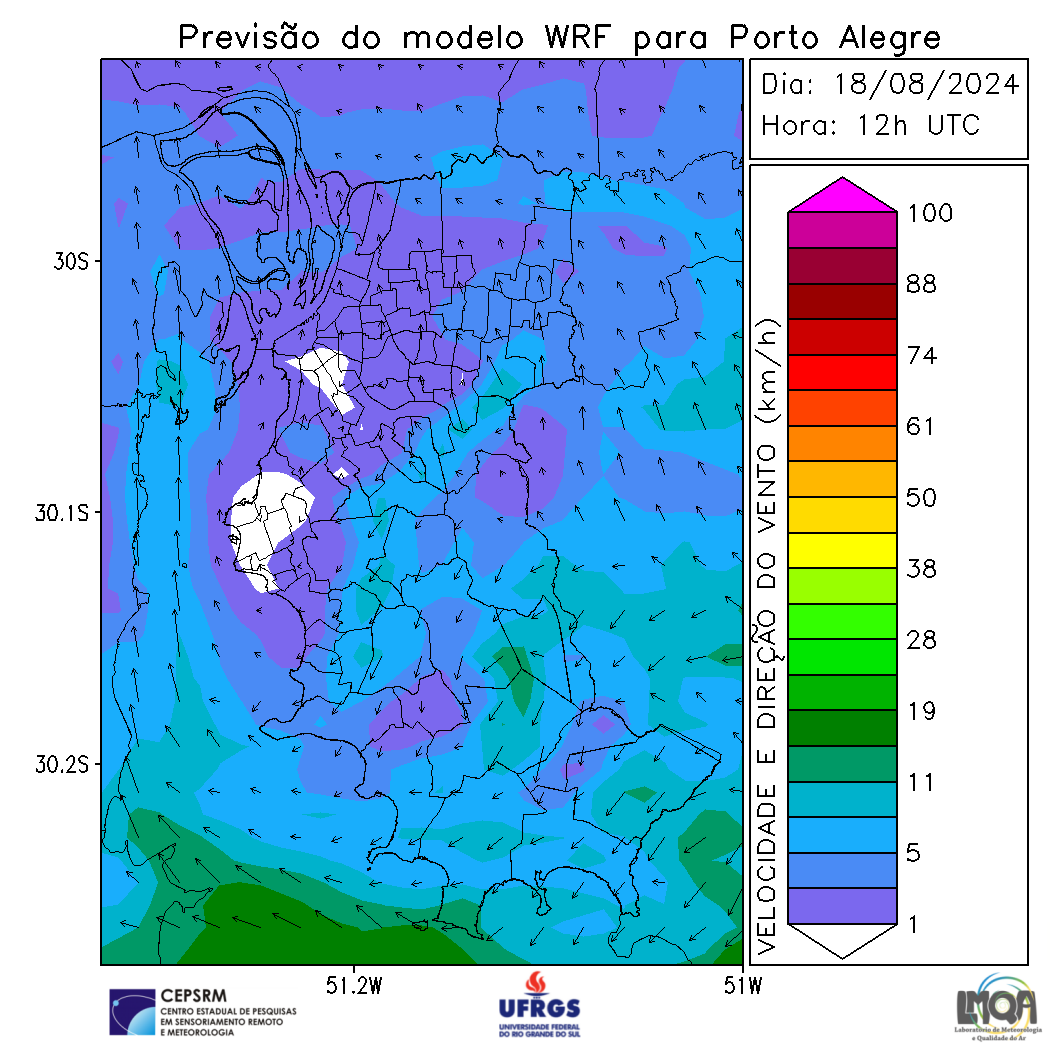 Previsão do modelo WRF para Porto Alegre
Dia: 18/08/2024
Hora: 12h UTC
30S
30.1S
30.2S
51.2W
51W
VELOCIDADE E DIREÇÃO DO VENTO (km/h)
100
88
74
61
50
38
28
19
11
5
1
CEPSRM
CENTRO ESTADUAL DE PESQUISAS
EM SENSORIAMENTO REMOTO
E METEOROLOGIA
UFRGS
UNIVERSIDADE FEDERAL
DO RIO GRANDE DO SUL
LMQA
Laboratório de Meteorologia
e Qualidade do Ar